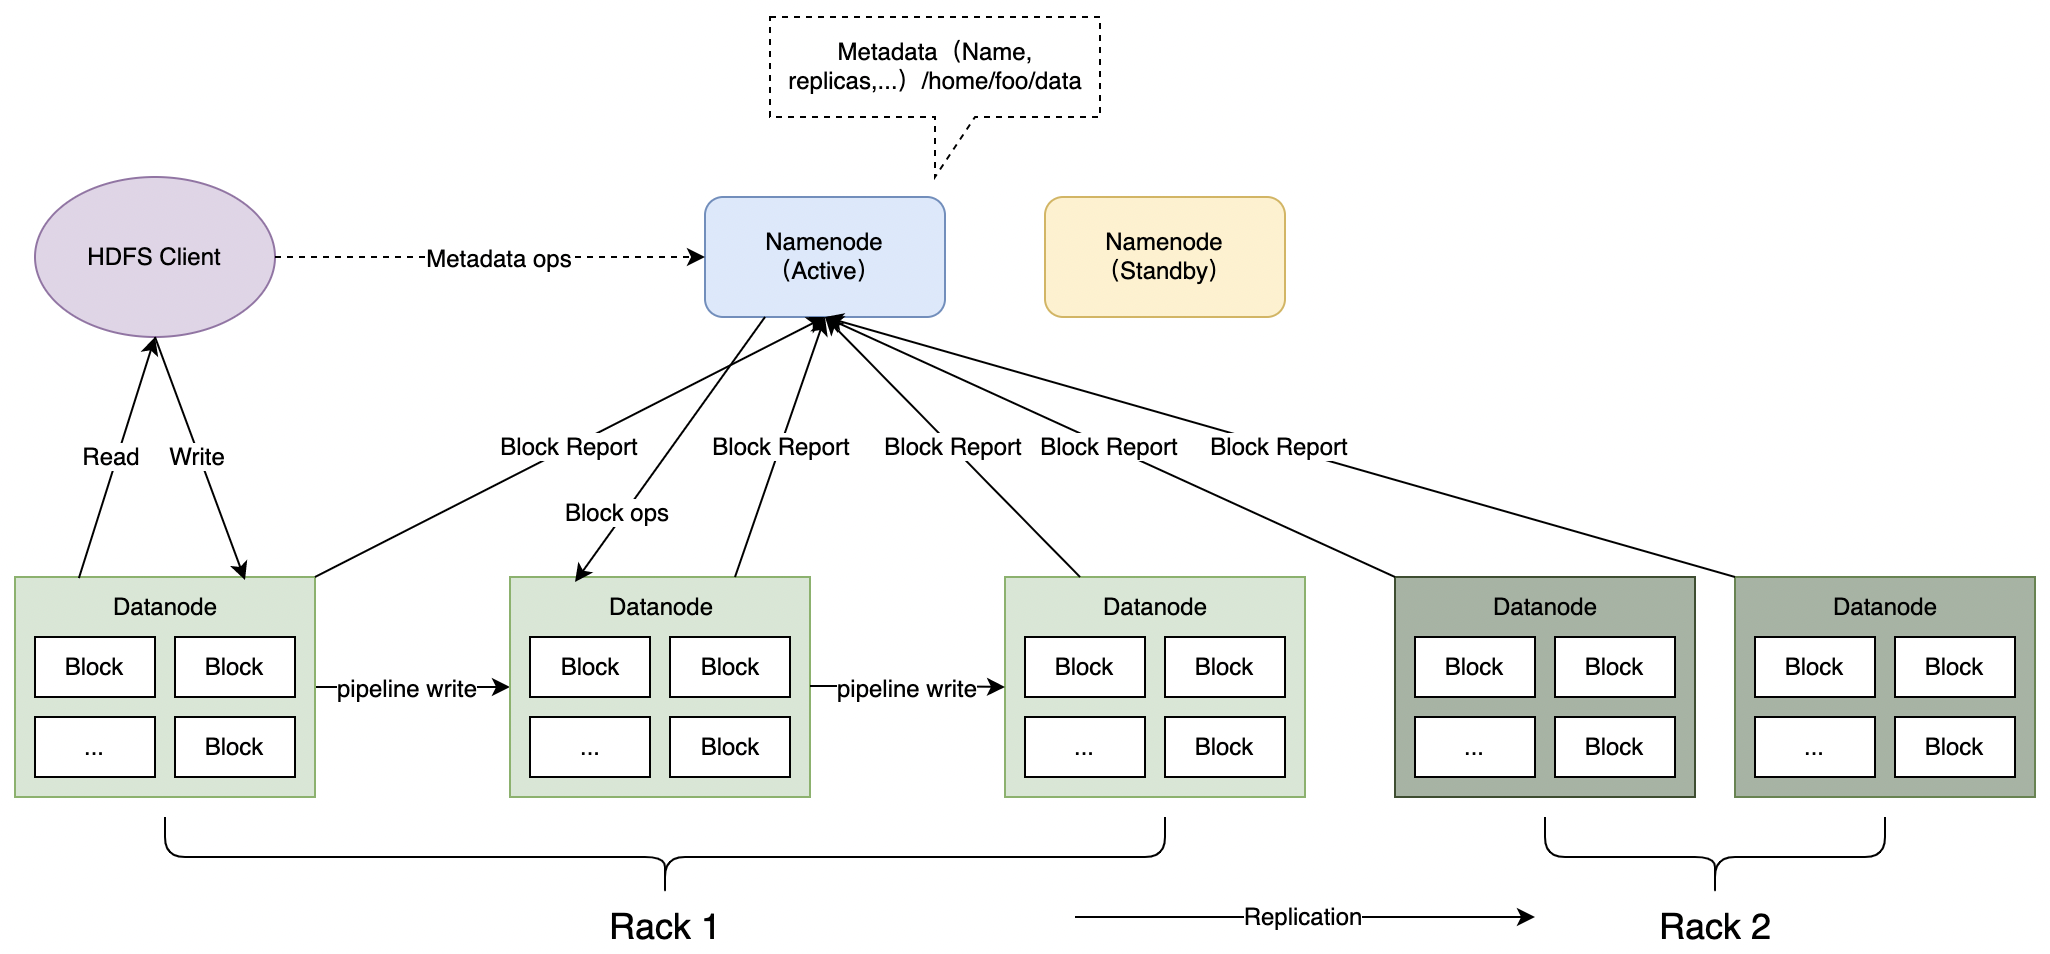 Metadata（Name,
replicas,...）/home/foo/data
HDFS Client
Metadata ops
Namenode
（Active）
Namenode
（Standby）
Read
Write
Block Report
Block Report
Block Report
Block Report
Block Report
Block ops
Datanode
Block
Block
...
Block
pipeline write
Datanode
Block
Block
...
Block
pipeline write
Datanode
Block
Block
...
Block
Datanode
Block
Block
...
Block
Datanode
Block
Block
...
Block
Rack 1
Replication
Rack 2